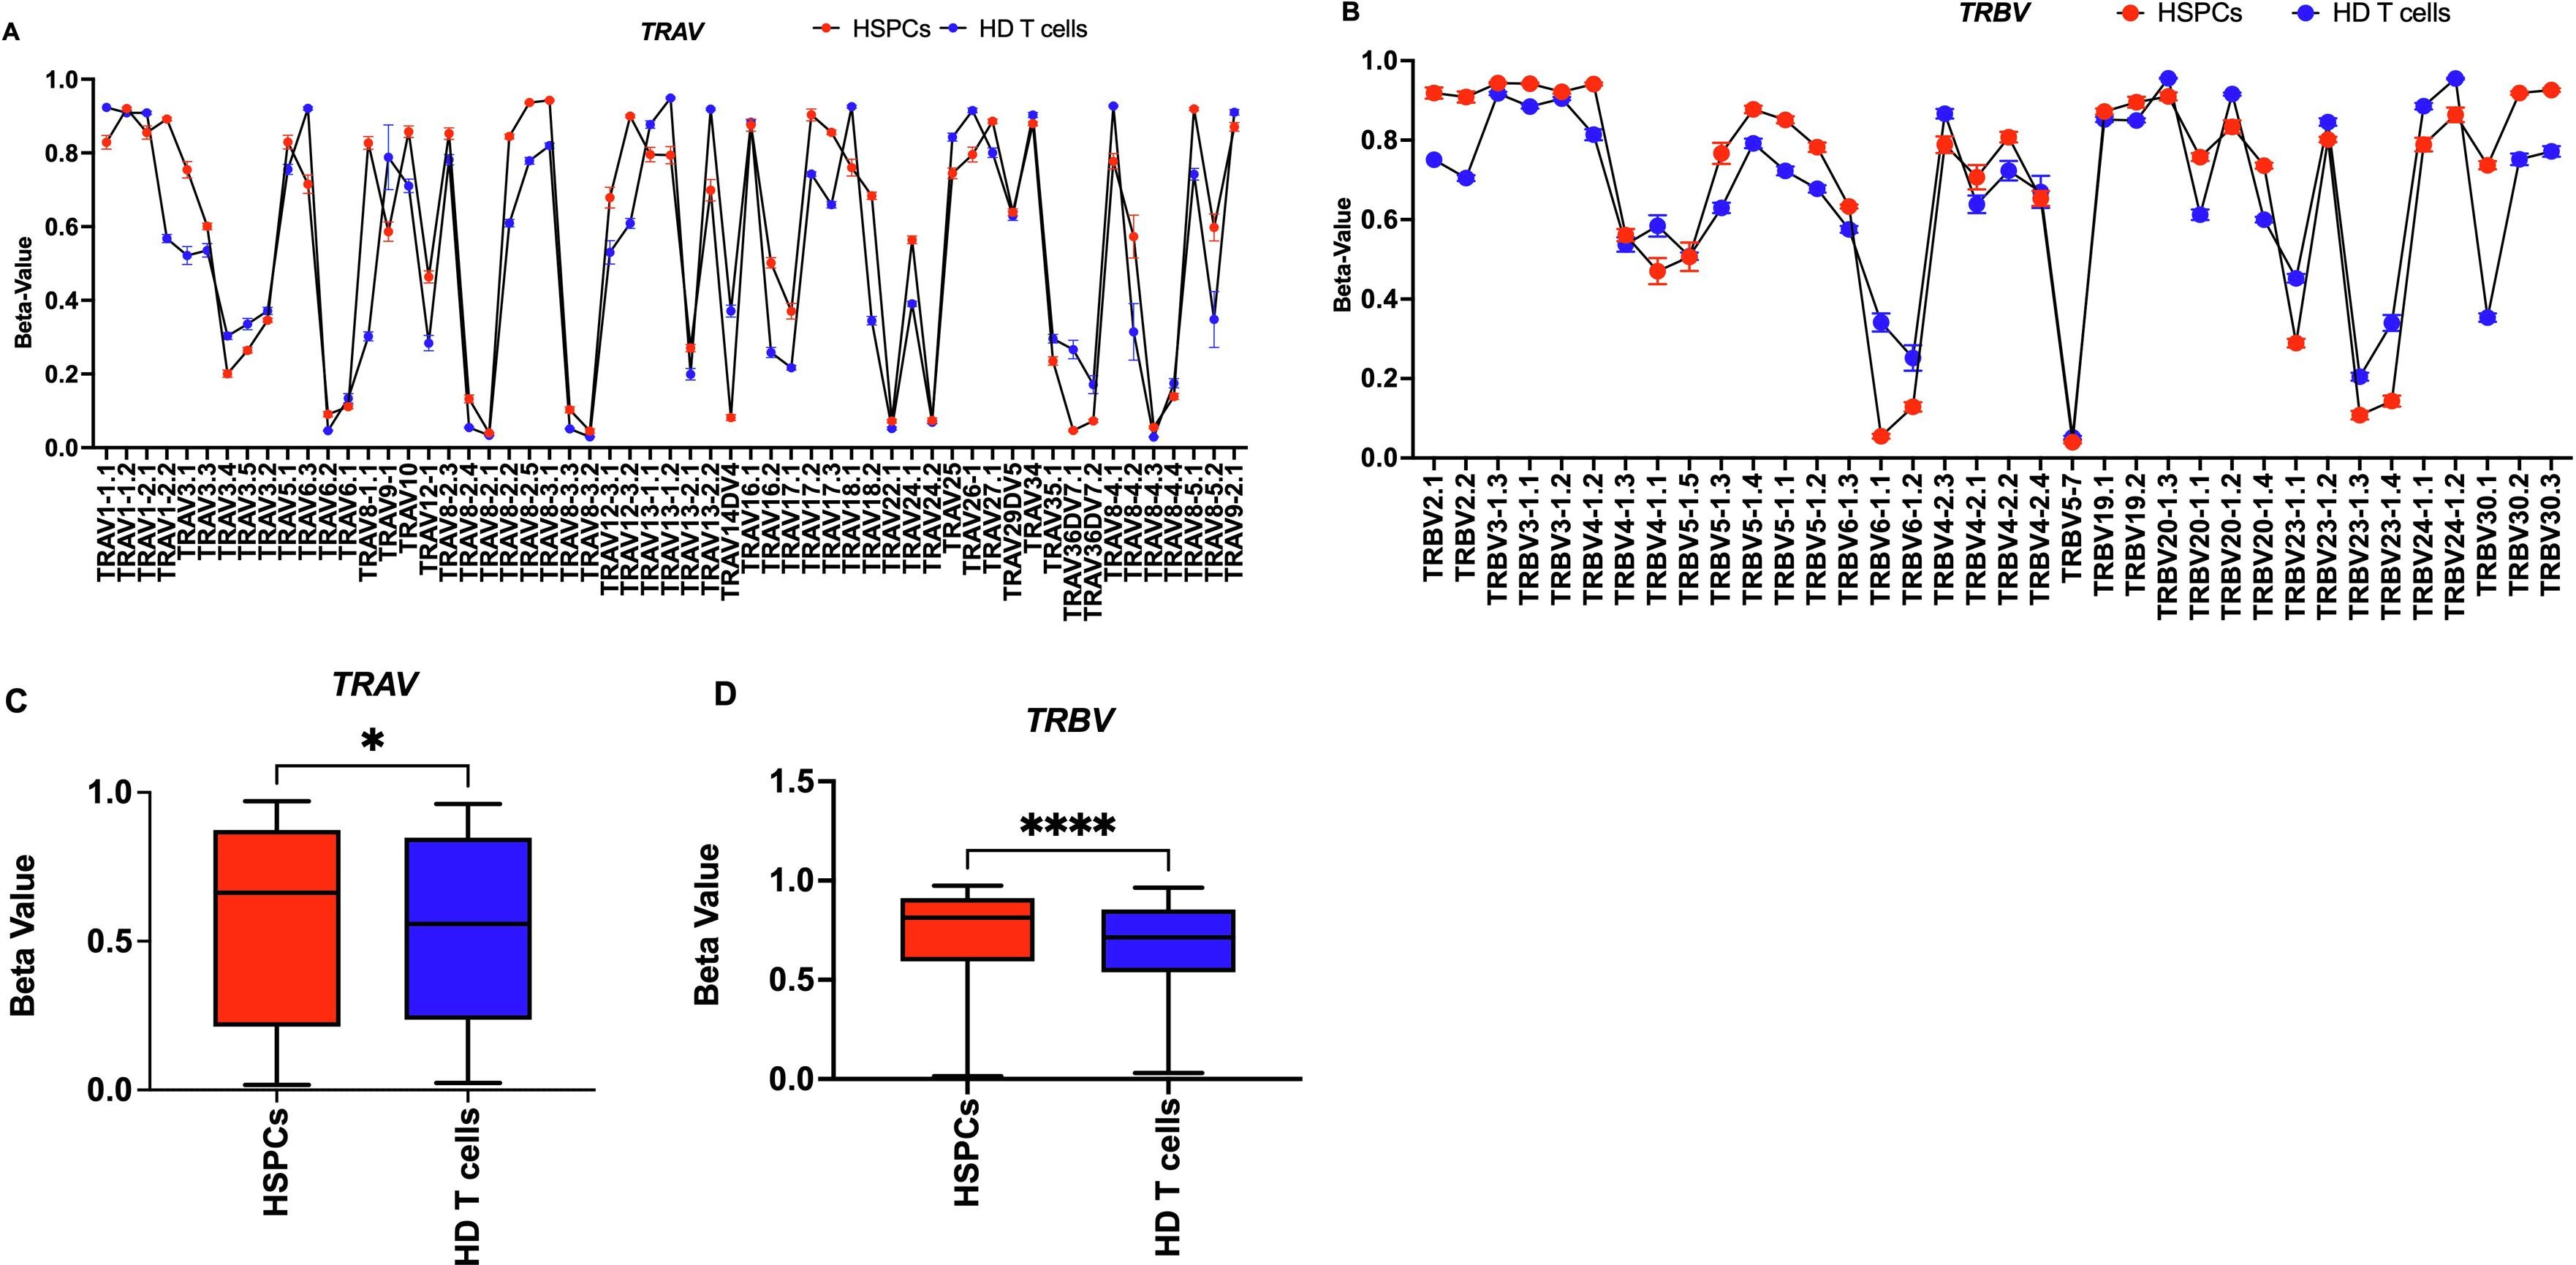 A
TRAV
HSPCs
HD T cells
Beta-Value
1.0
0.8
0.6
0.4
0.2
0.0
TRAV1-1.1
TRAV1-1.2
TRAV1-2.1
TRAV1-2.2
TRAV3.1
TRAV3.3
TRAV3.4
TRAV3.5
TRAV3.2
TRAV5.1
TRAV6.3
TRAV6.2
TRAV6.1
TRAV8-1.1
TRAV9-1
TRAV10
TRAV12-1
TRAV8-2.3
TRAV8-2.4
TRAV8-2.1
TRAV8-2.2
TRAV8-2.5
TRAV8-3.1
TRAV8-3.3
TRAV8-3.2
TRAV12-3.1
TRAV12-3.2
TRAV13-1.1
TRAV13-1.2
TRAV13-2.1
TRAV13-2.2
TRAV14DV4
TRAV16.1
TRAV16.2
TRAV17.1
TRAV17.2
TRAV17.3
TRAV18.1
TRAV18.2
TRAV22.1
TRAV24.1
TRAV24.2
TRAV25
TRAV26-1
TRAV27.1
TRAV29DV5
TRAV34
TRAV35.1
TRAV36DV7.1
TRAV36DV7.2
TRAV8-4.1
TRAV8-4.2
TRAV8-4.3
TRAV8-4.4
TRAV8-5.1
TRAV8-5.2
TRAV9-2.1
B
TRBV
HSPCs
HD T cells
Beta-Value
1.0
0.8
0.6
0.4
0.2
0.0
TRBV2.1
TRBV2.2
TRBV3-1.3
TRBV3-1.1
TRBV3-1.2
TRBV4-1.2
TRBV4-1.3
TRBV4-1.1
TRBV5-1.5
TRBV5-1.3
TRBV5-1.4
TRBV5-1.1
TRBV5-1.2
TRBV6-1.3
TRBV6-1.1
TRBV6-1.2
TRBV4-2.3
TRBV4-2.1
TRBV4-2.2
TRBV4-2.4
TRBV5-7
TRBV19.1
TRBV19.2
TRBV20-1.3
TRBV20-1.1
TRBV20-1.2
TRBV20-1.4
TRBV23-1.1
TRBV23-1.2
TRBV23-1.3
TRBV23-1.4
TRBV24-1.1
TRBV24-1.2
TRBV30.1
TRBV30.2
TRBV30.3
C
TRAV
*
Beta Value
1.0
0.5
0.0
HSPCs
HD T cells
D
TRBV
****
Beta Value
1.5
1.0
0.5
0.0
HSPCs
HD T cells